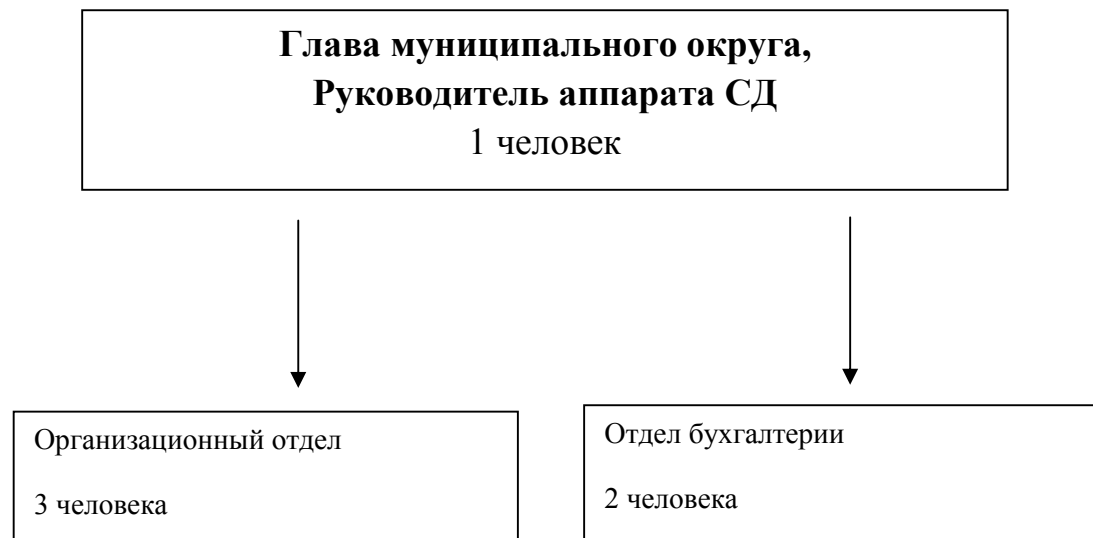 Глава муниципального округа,
Руководитель аппарата СД
1 человек
Организационный отдел
3 человека
Отдел бухгалтерии
2 человека